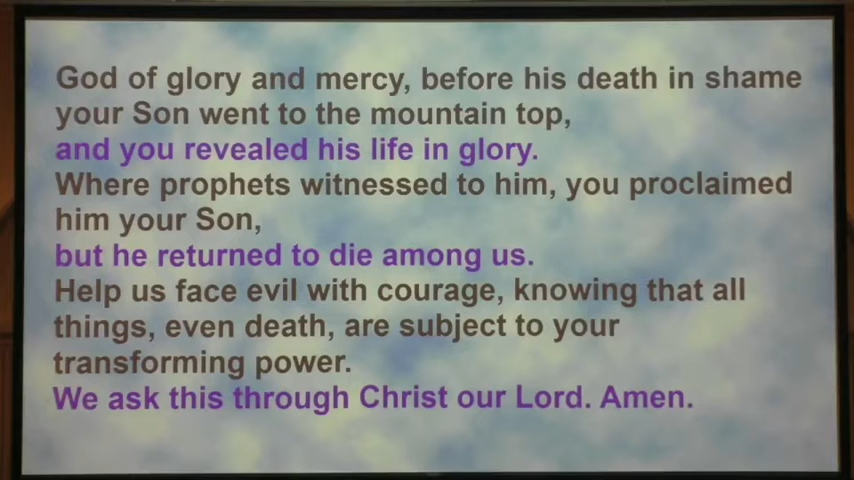 God of glory and mercy, before his death in shame
your Son went to the mountain top,
and you revealed his life in glory.
Where prophets witnessed to him, you proclaimed
him your Son,
but he returned to die among us.
Help us face evil with courage, knowing that all
things, even death, are subject to your
transforming power.
We ask this through Christ our Lord. Amen.